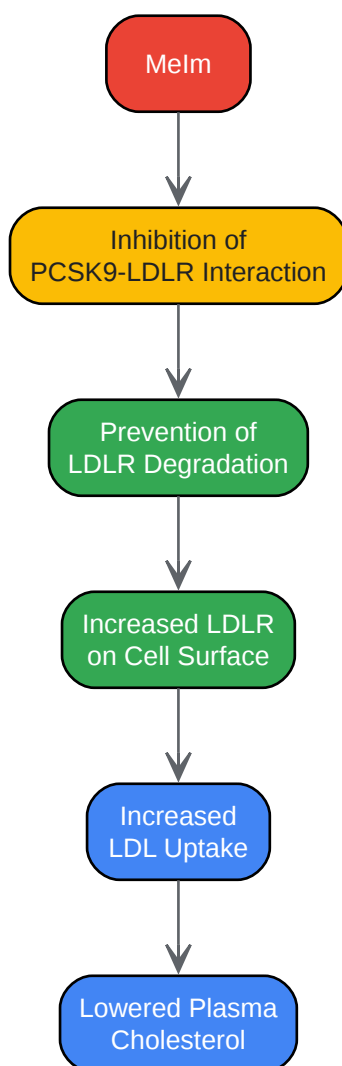 MeIm
Inhibition of
PCSK9-LDLR Interaction
Prevention of
LDLR Degradation
Increased LDLR
on Cell Surface
Increased
LDL Uptake
Lowered Plasma
Cholesterol